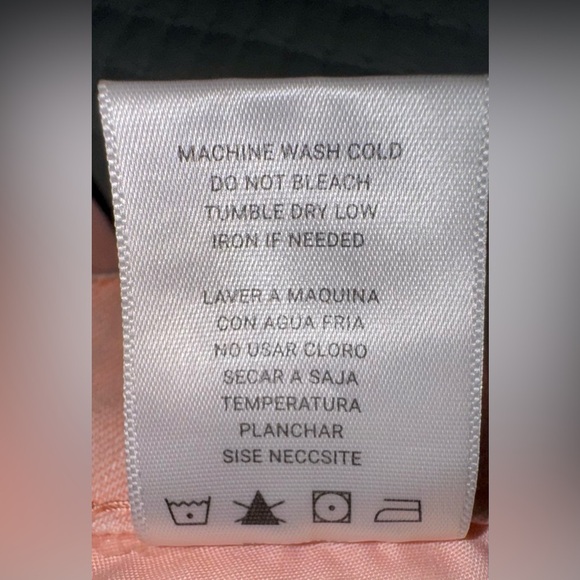 MACHINE WASH COLD
DO NOT BLEACH
TUMBLE DRY LOW
IRON IF NEEDED
LAVER A MAQUINA
CON AGUA FRIA
NO USAR CLORO
SECAR A SAJA
TEMPERATURA
PLANCHAR
SISE NECCSITE